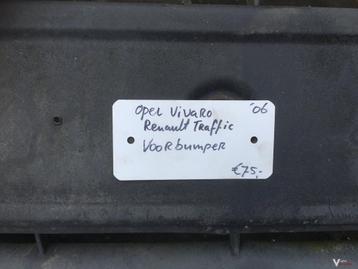 Opel Vivaro '06
Renault Traffic
Voorbumper
€75,-